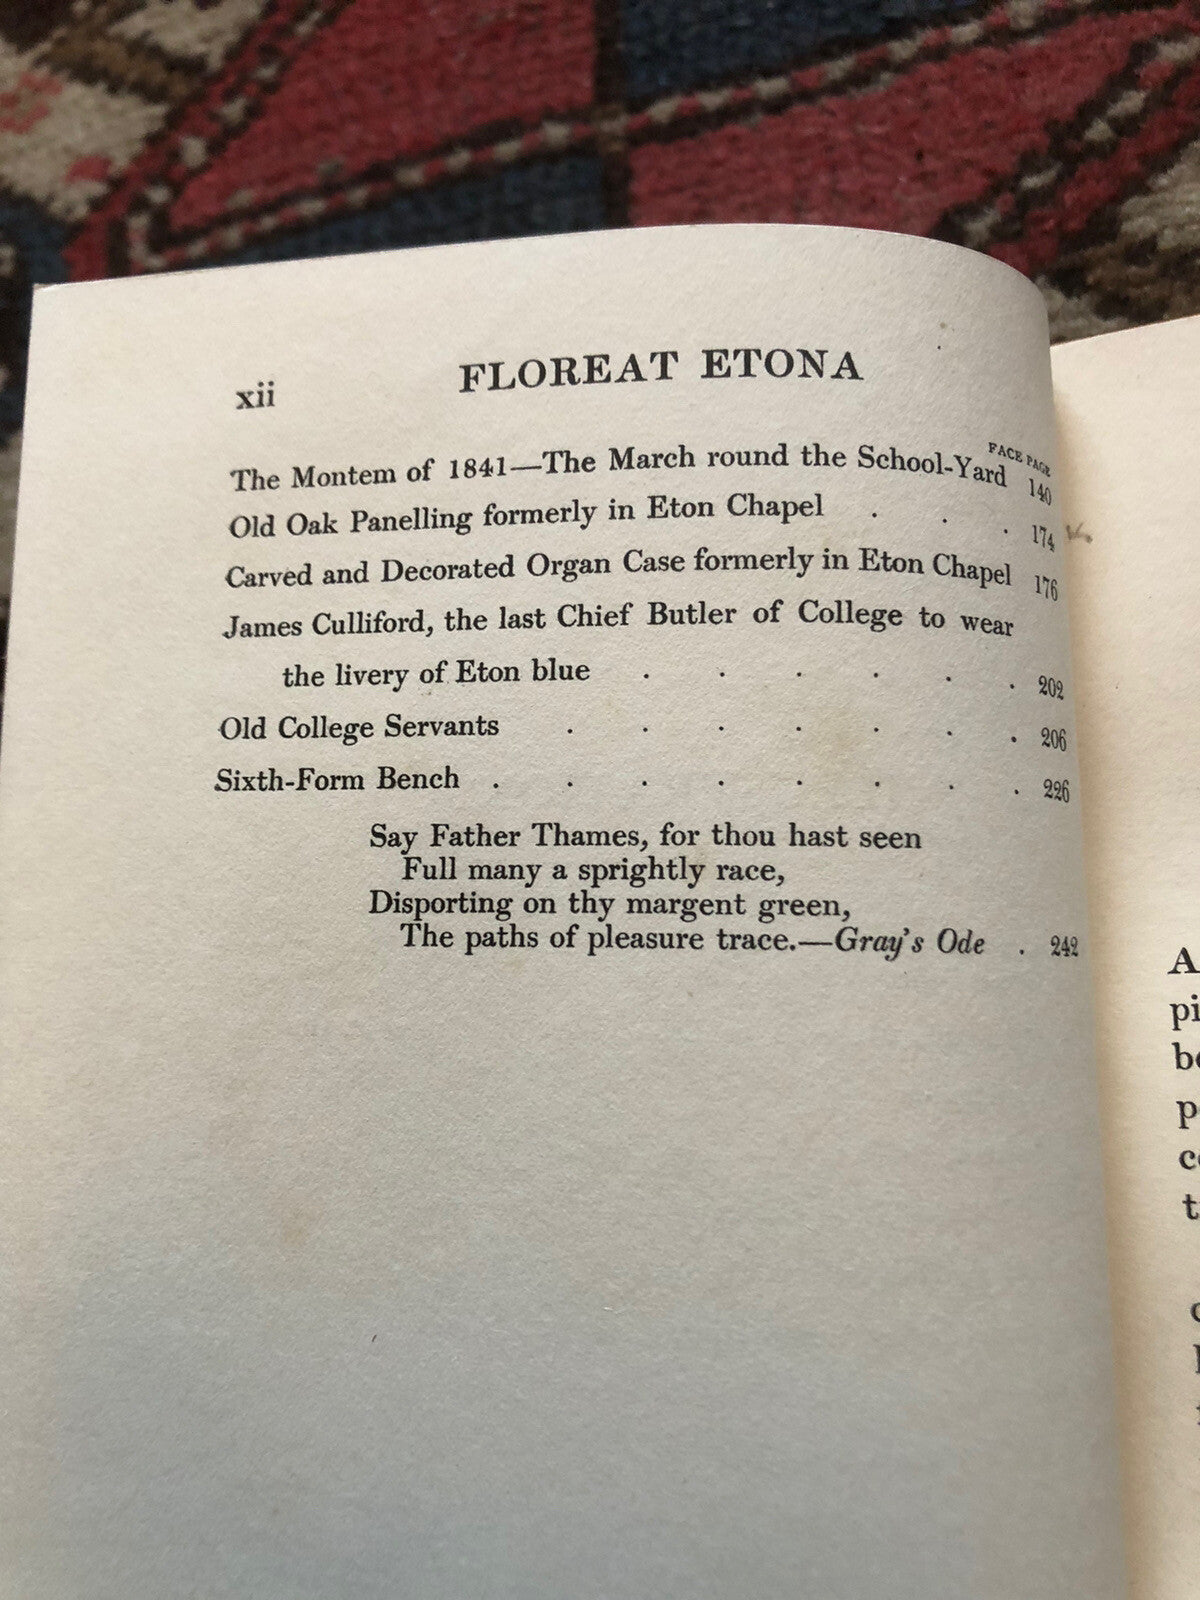 xii FLOREAT ETONA
FACE PAGE
The Montem of 1841—The March round the School-Yard 140
Old Oak Panelling formerly in Eton Chapel . . . 174
Carved and Decorated Organ Case formerly in Eton Chapel 176
James Culliford, the last Chief Butler of College to wear
the livery of Eton blue . . . . . . 202
Old College Servants . . . . . . . 206
Sixth-Form Bench . . . . . . . . 226
Say Father Thames, for thou hast seen
Full many a sprightly race,
Disporting on thy margent green,
The paths of pleasure trace.—Gray's Ode . 242